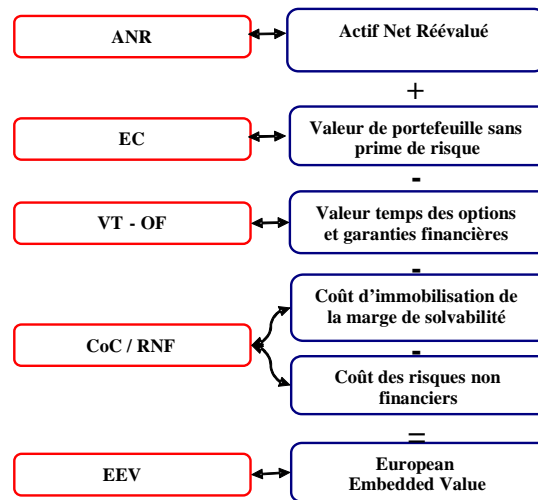 ANR
Actif Net Réévalué
+
EC
Valeur de portefeuille sans
prime de risque
-
VT - OF
Valeur temps des options
et garanties financières
-
CoC / RNF
Coût d'immobilisation de
la marge de solvabilité
-
Coût des risques non
financiers
=
EEV
European
Embedded Value